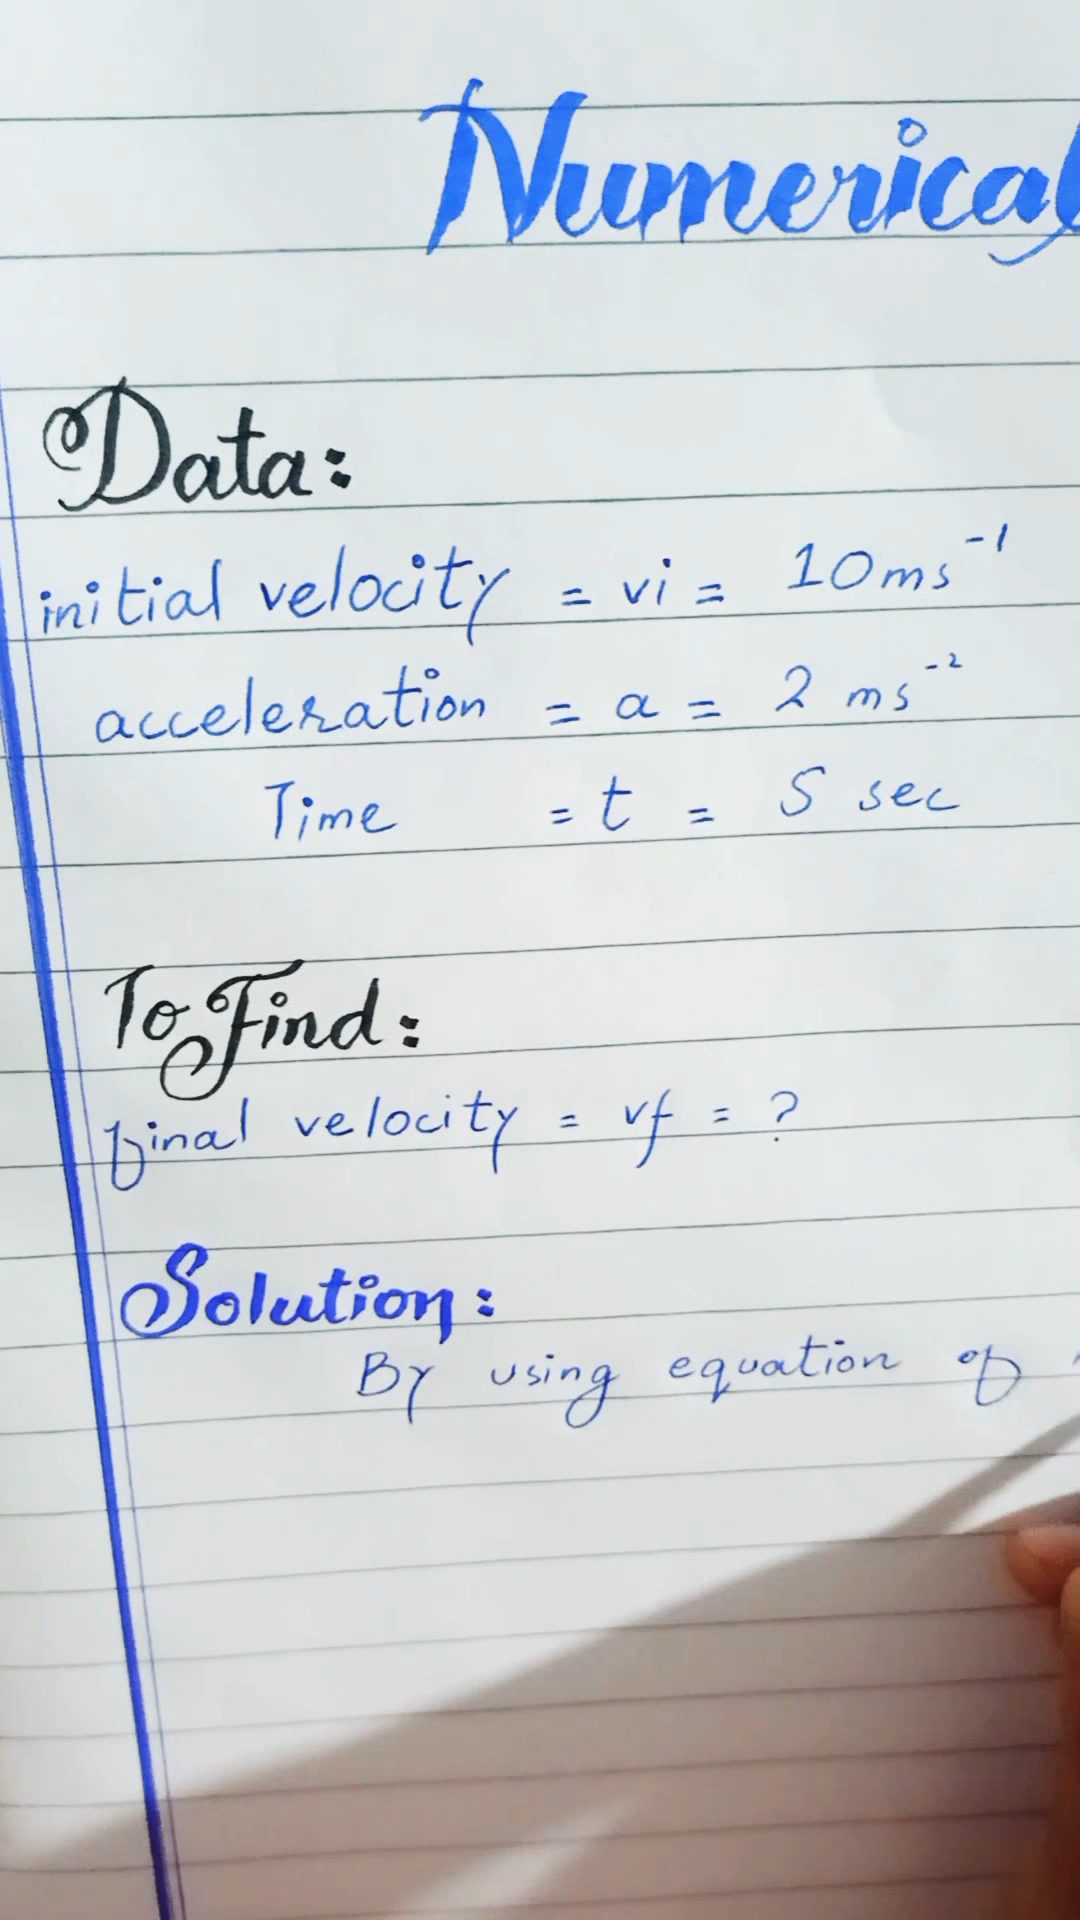 Numerical
Data:
initial velocity = vi = 10ms⁻¹
acceleration = a = 2 ms⁻²
Time = t = 5 sec
To Find:
final velocity = vf = ?
Solution:
By using equation of